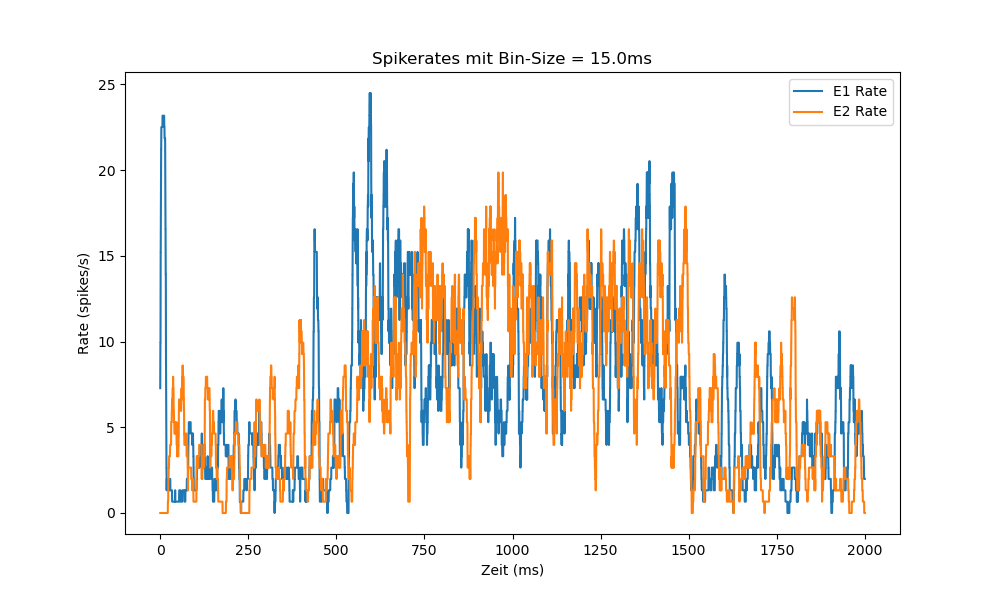 Spikerates mit Bin-Size = 15.0ms
E1 Rate
E2 Rate
25
20
15
10
5
0
Rate (spikes/s)
0 250 500 750 1000 1250 1500 1750 2000
Zeit (ms)